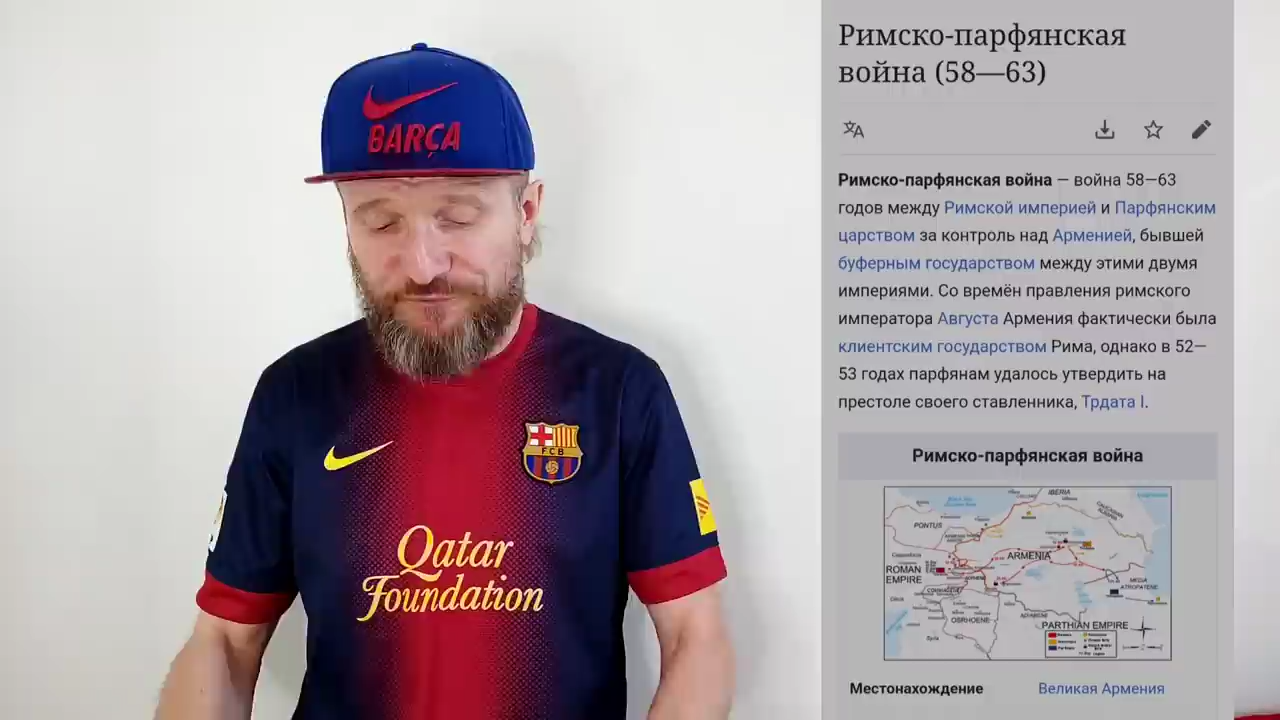 BARÇA
FCB
Qatar
Foundation
Римско-парфянская
война (58—63)
Римско-парфянская война — война 58—63
годов между Римской империей и Парфянским
царством за контроль над Арменией, бывшей
буферным государством между этими двумя
империями. Со времён правления римского
императора Августа Армения фактически была
клиентским государством Рима, однако в 52—
53 годах парфянам удалось утвердить на
престоле своего ставленника, Трдата I.
Римско-парфянская война
IBERIA
PONTUS
ARMENIA
ROMAN
EMPIRE
MEDIA
ATROPATENE
OSRHOENE
PARTHIAN EMPIRE
Местонахождение
Великая Армения